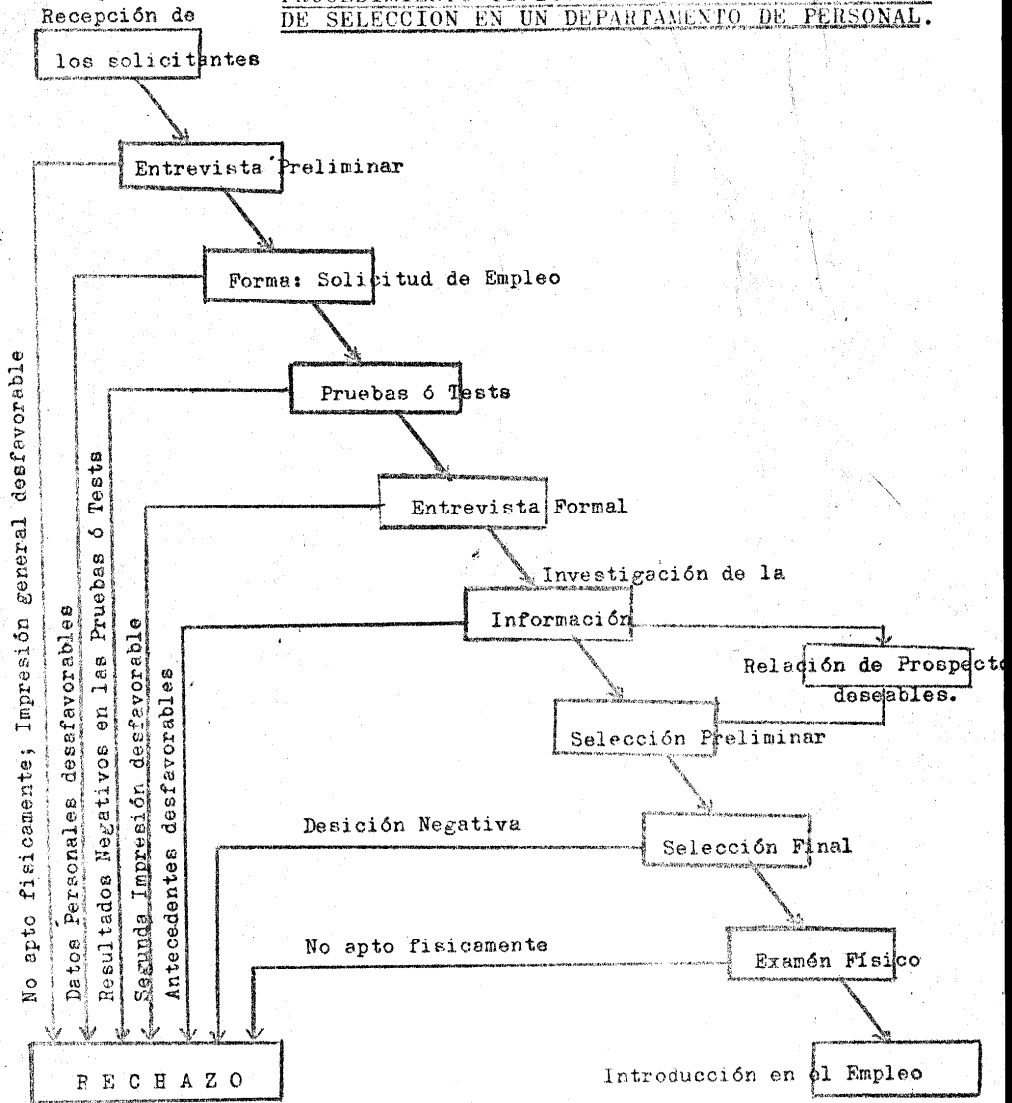 DE SELECCION EN UN DEPARTAMENTO DE PERSONAL.
Recepción de
los solicitantes
Entrevista Preliminar
Forma: Solicitud de Empleo
Pruebas ó Tests
Entrevista Formal
Investigación de la
Información
Relación de Prospecto
deseables.
Selección Preliminar
Desición Negativa
Selección Final
No apto fisicamente
Examén Físico
Introducción en el Empleo
No apto fisicamente; Impresión general desfavorable
Datos Personales desafavorables
Resultados Negativos en las Pruebas ó Tests
Segunda Impresión desfavorable
Antecedentes desfavorables
R E C H A Z O